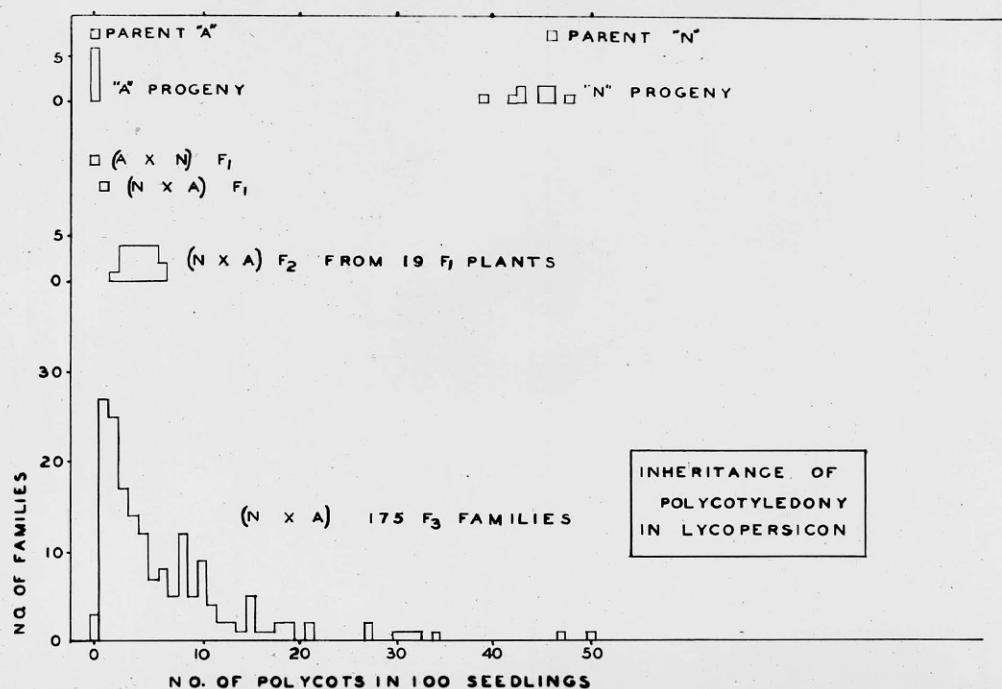 PARENT "A"
PARENT "N"
5
"A" PROGENY
"N" PROGENY
0
(A X N) F1
(N X A) F1
5
(N X A) F2 FROM 19 F1 PLANTS
0
30
20
INHERITANCE OF
POLYCOTYLEDONY
IN LYCOPERSICON
(N X A) 175 F3 FAMILIES
10
0
NO. OF FAMILIES
0 10 20 30 40 50
NO. OF POLYCOTS IN 100 SEEDLINGS